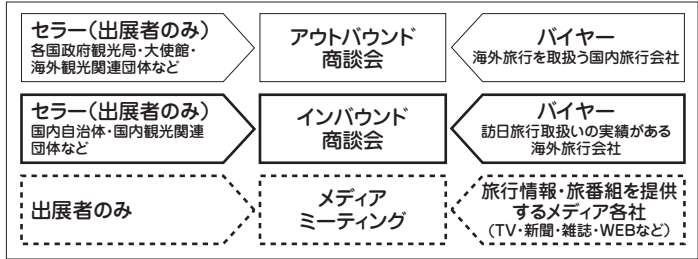 セラー(出展者のみ)
各国政府観光局・大使館・
海外観光関連団体など
アウトバウンド
商談会
バイヤー
海外旅行を取扱う国内旅行会社
セラー(出展者のみ)
国内自治体・国内観光関連
団体など
インバウンド
商談会
バイヤー
訪日旅行取扱いの実績がある
海外旅行会社
出展者のみ
メディア
ミーティング
旅行情報・旅番組を提供
するメディア各社
(TV・新聞・雑誌・WEBなど)